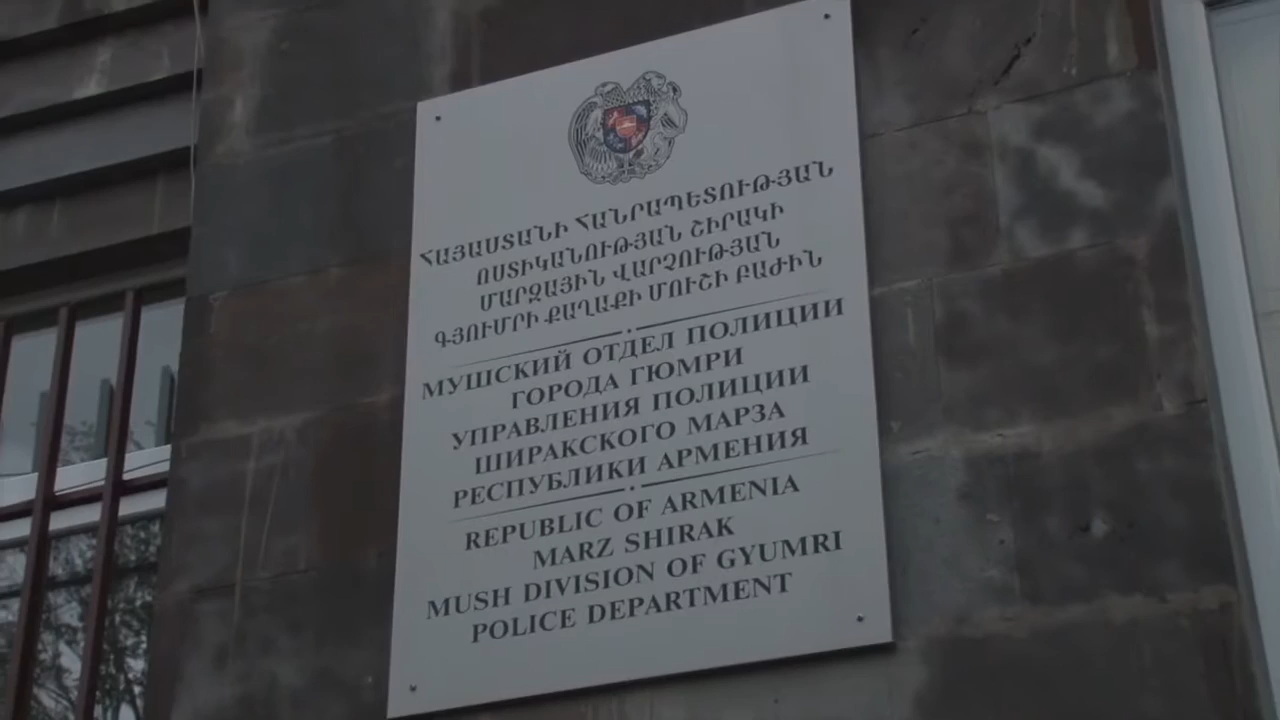 ՀԱՅԱՍՏԱՆԻ ՀԱՆՐԱՊԵՏՈՒԹՅԱՆ
ՈՍՏԻԿԱՆՈՒԹՅԱՆ ՇԻՐԱԿԻ
ՄԱՐԶԱՅԻՆ ՎԱՐՉՈՒԹՅԱՆ
ԳՅՈՒՄՐԻ ՔԱՂԱՔԻ ՄՈՒՇԻ ԲԱԺԻՆ
МУШСКИЙ ОТДЕЛ ПОЛИЦИИ
ГОРОДА ГЮМРИ
УПРАВЛЕНИЯ ПОЛИЦИИ
ШИРАКСКОГО МАРЗА
РЕСПУБЛИКИ АРМЕНИЯ
REPUBLIC OF ARMENIA
MARZ SHIRAK
MUSH DIVISION OF GYUMRI
POLICE DEPARTMENT